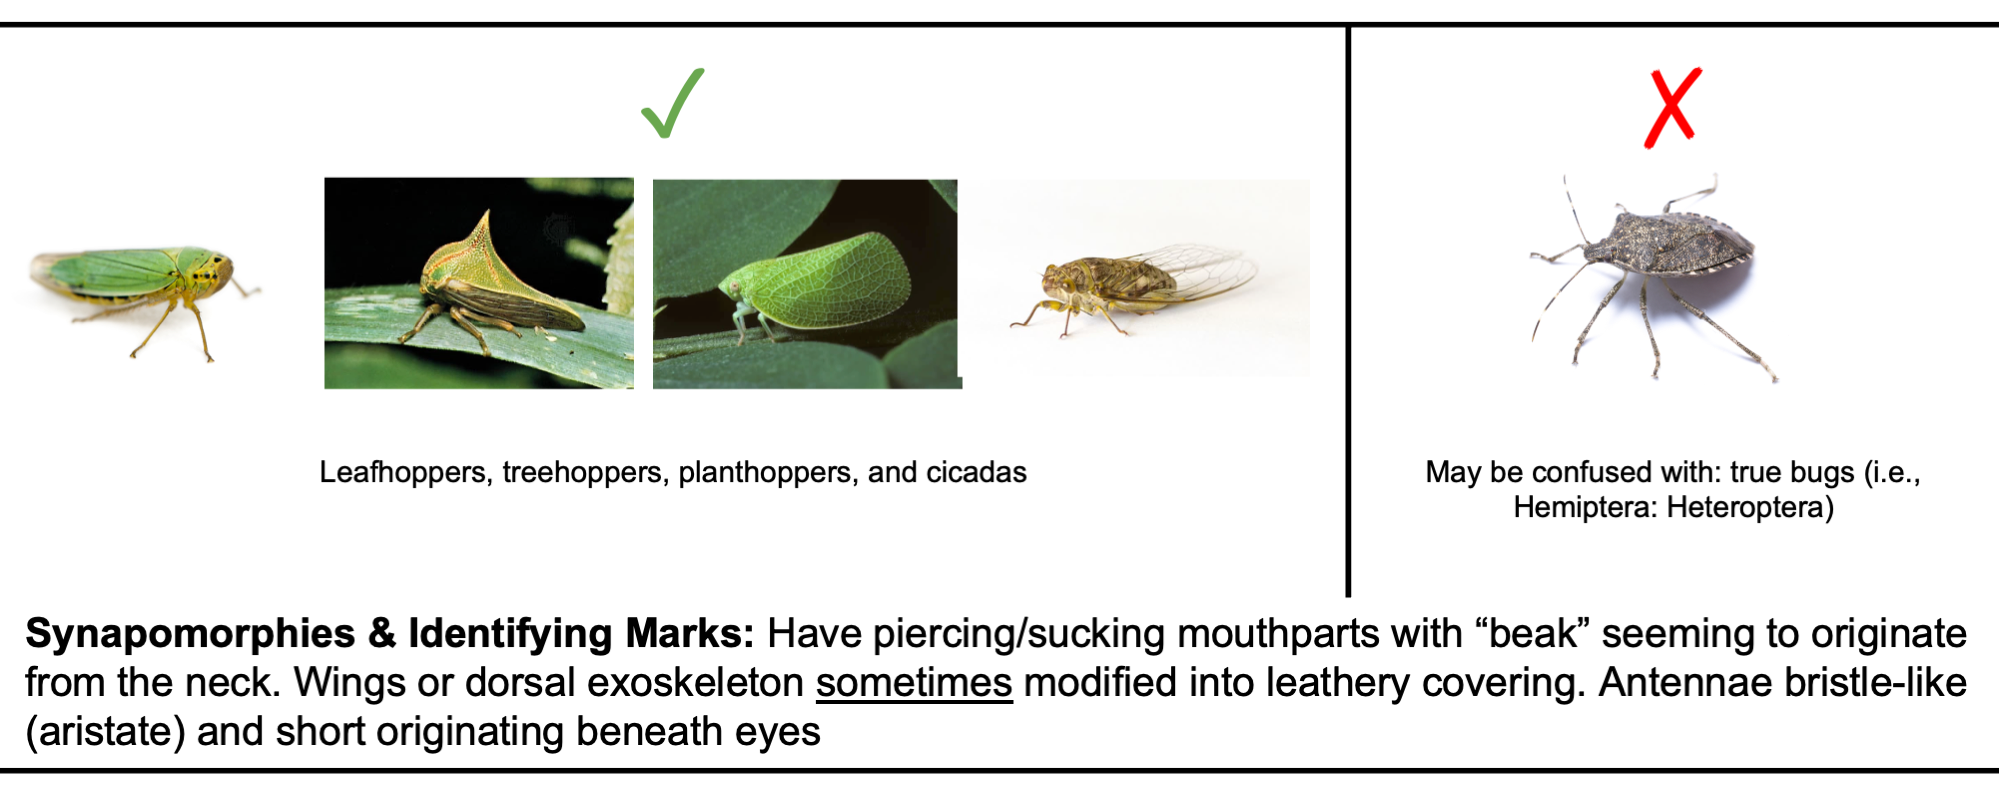 Leafhoppers, treehoppers, planthoppers, and cicadas
May be confused with: true bugs (i.e.,
Hemiptera: Heteroptera)
Synapomorphies & Identifying Marks: Have piercing/sucking mouthparts with “beak” seeming to originate
from the neck. Wings or dorsal exoskeleton sometimes modified into leathery covering. Antennae bristle-like
(aristate) and short originating beneath eyes